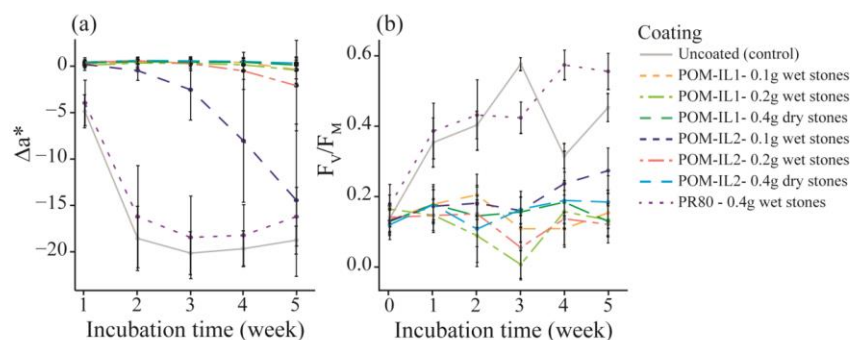 (a)
0
−5
−10
−15
−20
Δa*
1 2 3 4 5
Incubation time (week)
(b)
0.6
0.4
0.2
0.0
FV/FM
0 1 2 3 4 5
Incubation time (week)
Coating
Uncoated (control)
POM-IL1- 0.1g wet stones
POM-IL1- 0.2g wet stones
POM-IL1- 0.4g dry stones
POM-IL2- 0.1g wet stones
POM-IL2- 0.2g wet stones
POM-IL2- 0.4g dry stones
PR80 - 0.4g wet stones